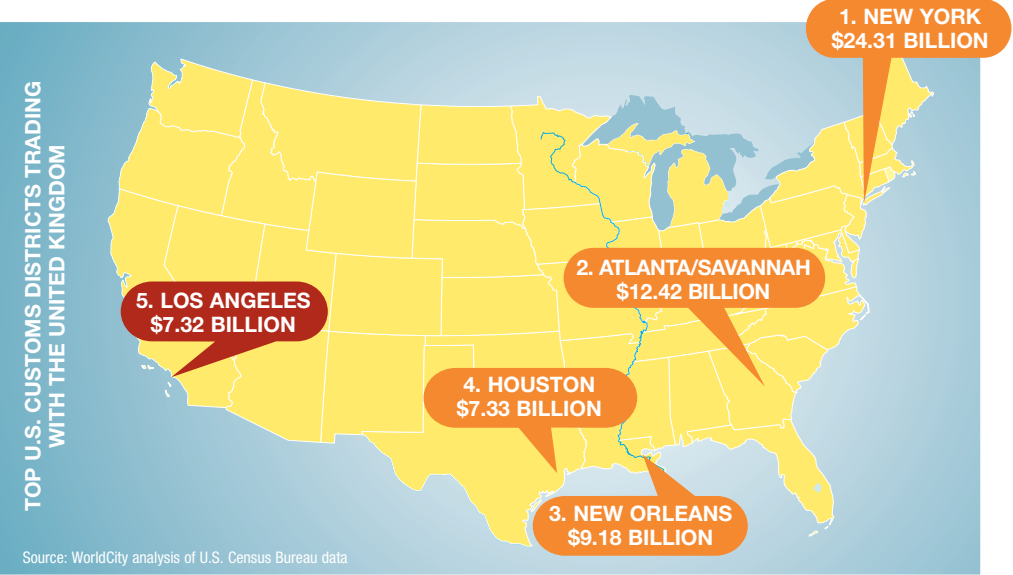 TOP U.S. CUSTOMS DISTRICTS TRADING
WITH THE UNITED KINGDOM
1. NEW YORK
$24.31 BILLION
2. ATLANTA/SAVANNAH
$12.42 BILLION
5. LOS ANGELES
$7.32 BILLION
4. HOUSTON
$7.33 BILLION
3. NEW ORLEANS
$9.18 BILLION
Source: WorldCity analysis of U.S. Census Bureau data